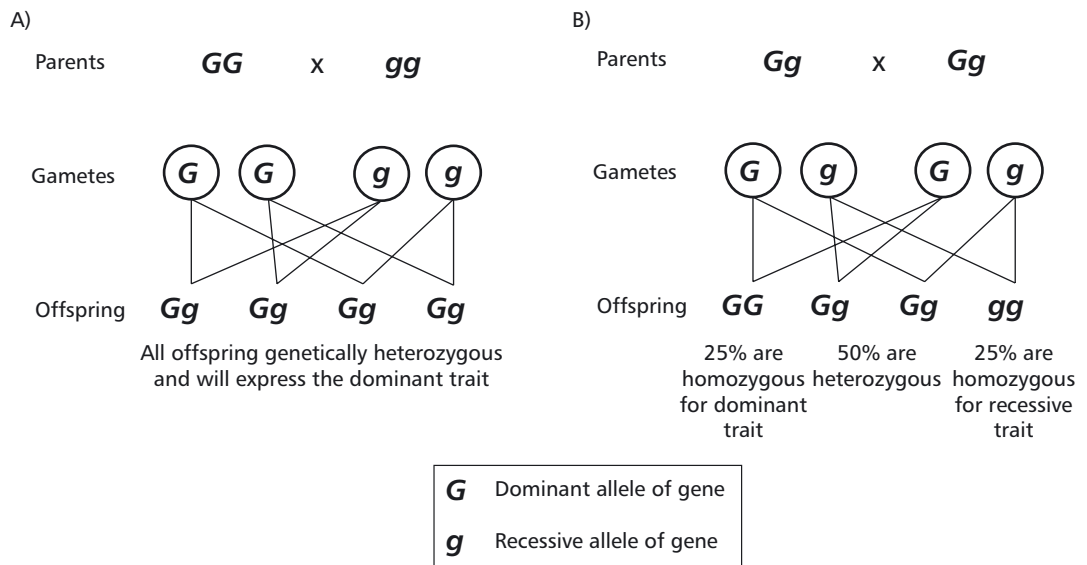 A)
Parents GG x gg
Gametes G G g g
Offspring Gg Gg Gg Gg
All offspring genetically heterozygous
and will express the dominant trait
B)
Parents Gg x Gg
Gametes G g G g
Offspring GG Gg Gg gg
25% are
homozygous
for dominant
trait
50% are
heterozygous
25% are
homozygous
for recessive
trait
G Dominant allele of gene
g Recessive allele of gene